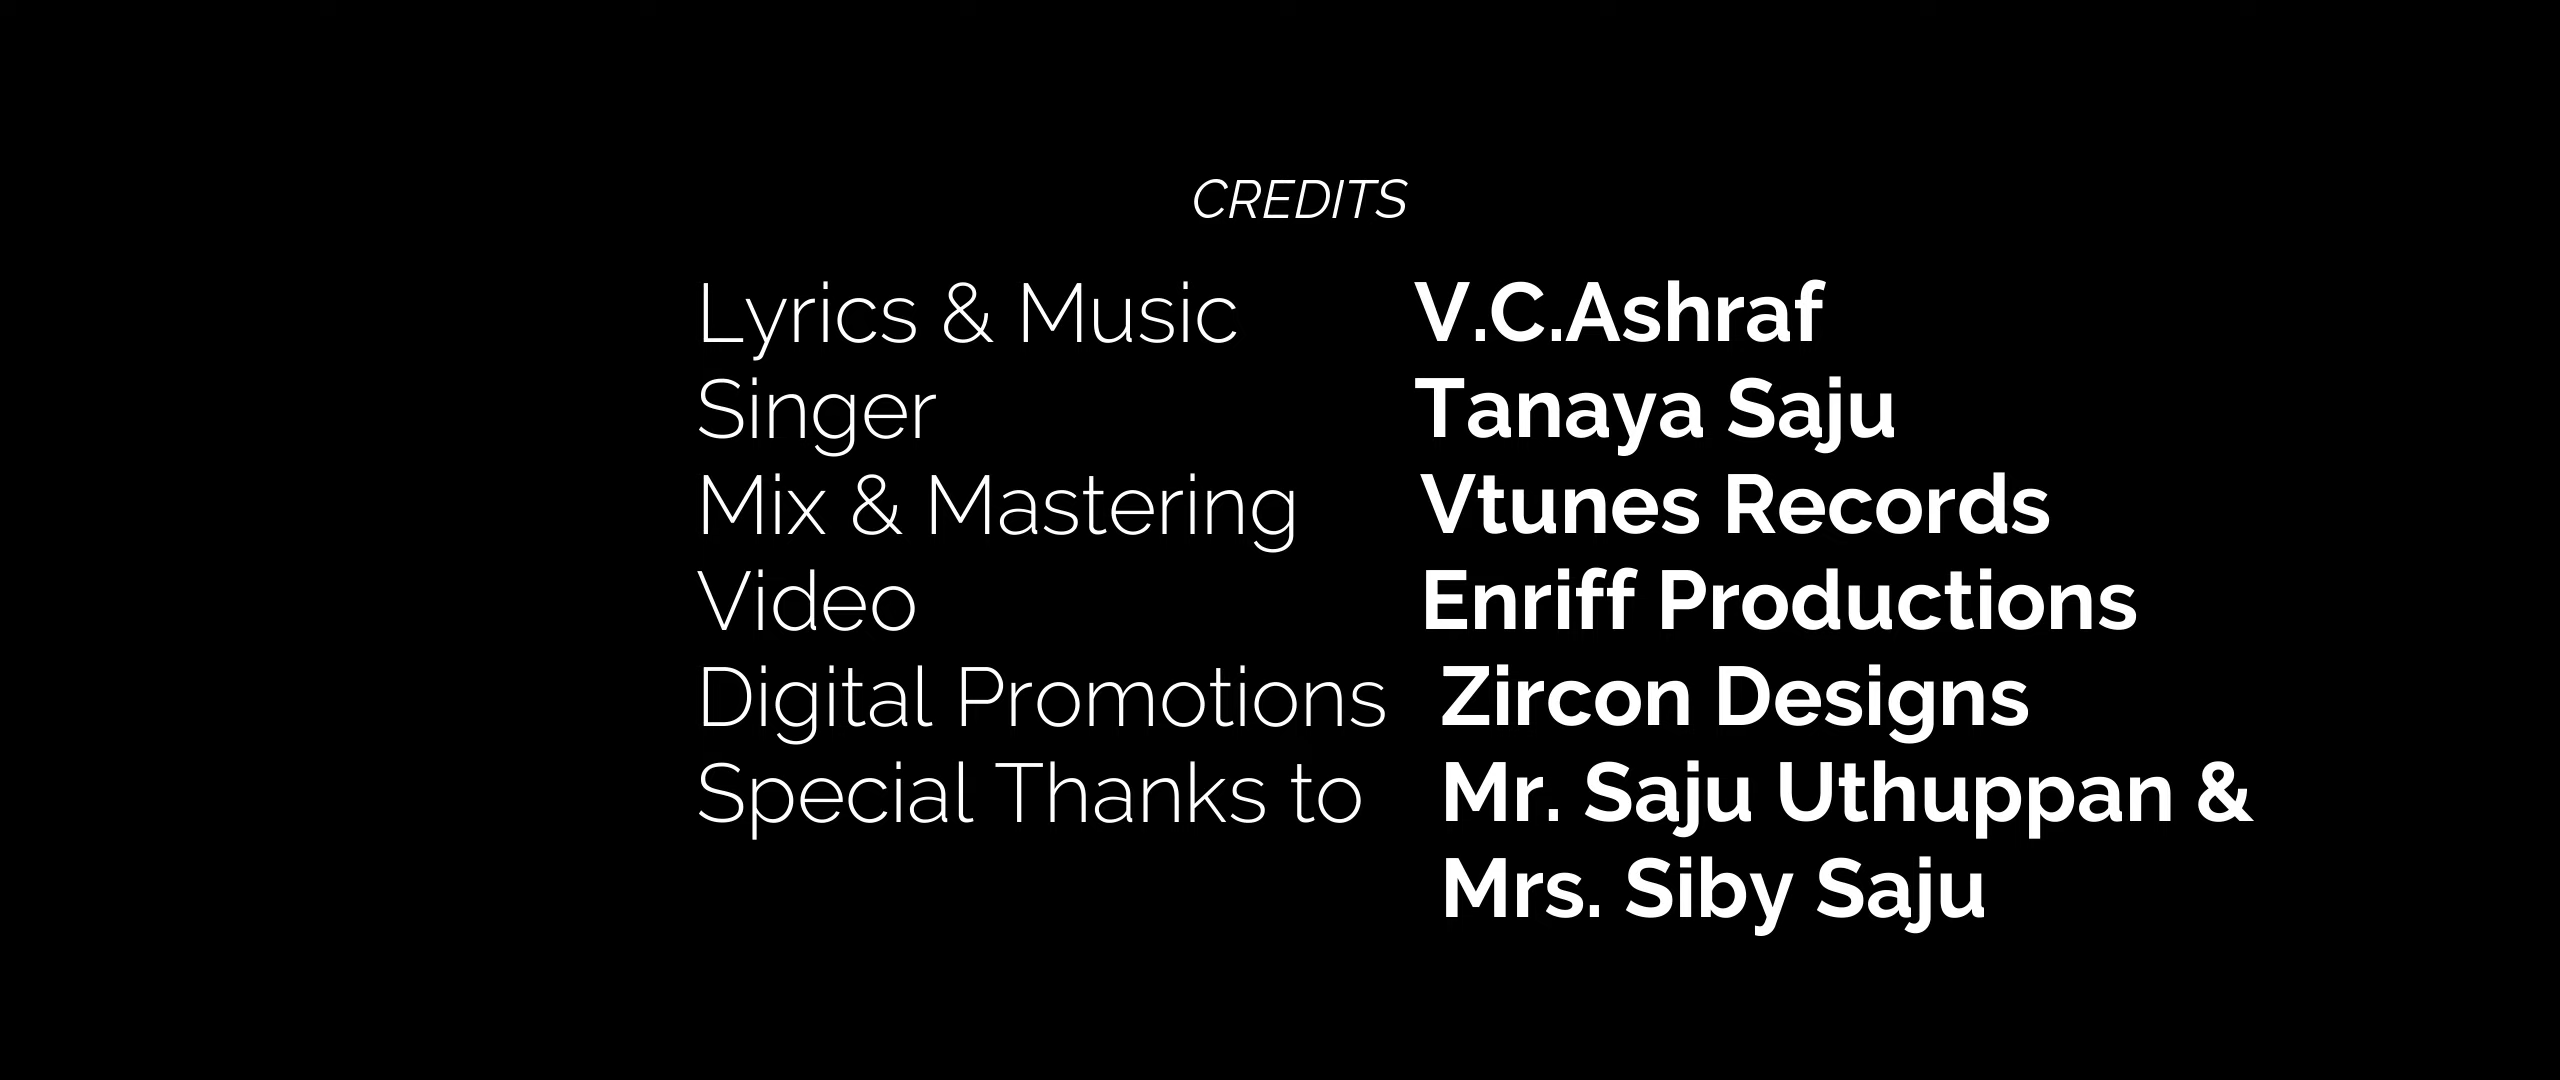 CREDITS
Lyrics & Music V.C.Ashraf
Singer Tanaya Saju
Mix & Mastering Vtunes Records
Video Enriff Productions
Digital Promotions Zircon Designs
Special Thanks to Mr. Saju Uthuppan &
Mrs. Siby Saju